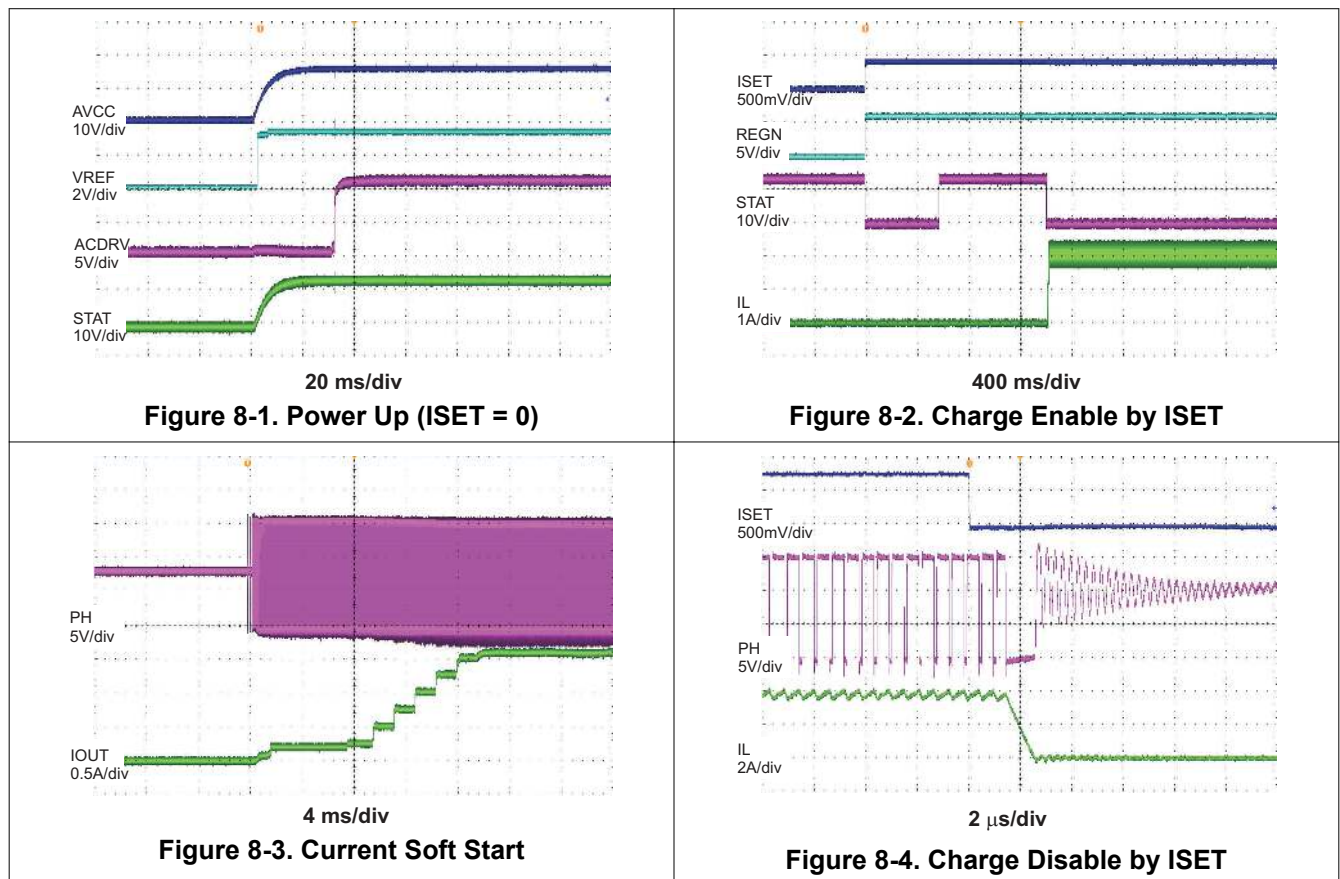 AVCC
10V/div
VREF
2V/div
ACDRV
5V/div
STAT
10V/div
20 ms/div
Figure 8-1. Power Up (ISET = 0)
ISET
500mV/div
REGN
5V/div
STAT
10V/div
IL
1A/div
400 ms/div
Figure 8-2. Charge Enable by ISET
PH
5V/div
IOUT
0.5A/div
4 ms/div
Figure 8-3. Current Soft Start
ISET
500mV/div
PH
5V/div
IL
2A/div
2 μs/div
Figure 8-4. Charge Disable by ISET